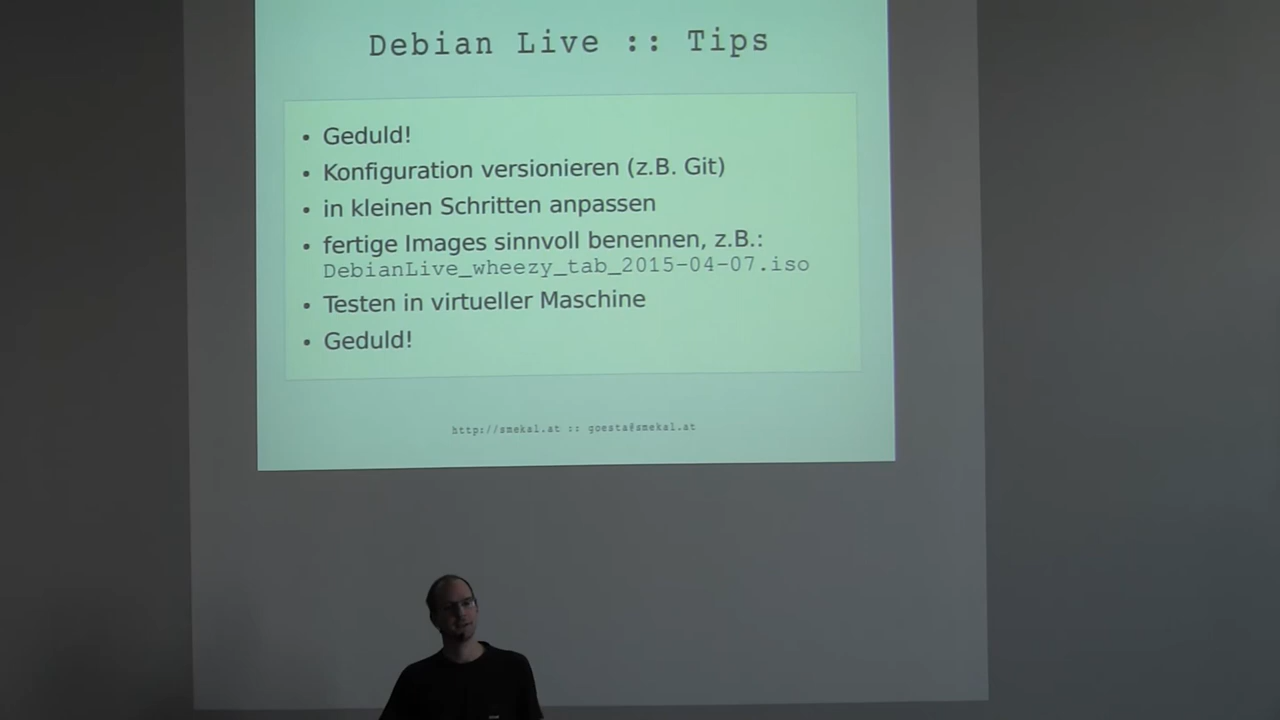 Debian Live :: Tips
• Geduld!
• Konfiguration versionieren (z.B. Git)
• in kleinen Schritten anpassen
• fertige Images sinnvoll benennen, z.B.:
DebianLive_wheezy_tab_2015-04-07.iso
• Testen in virtueller Maschine
• Geduld!
http://smekal.at :: goesta@smekal.at